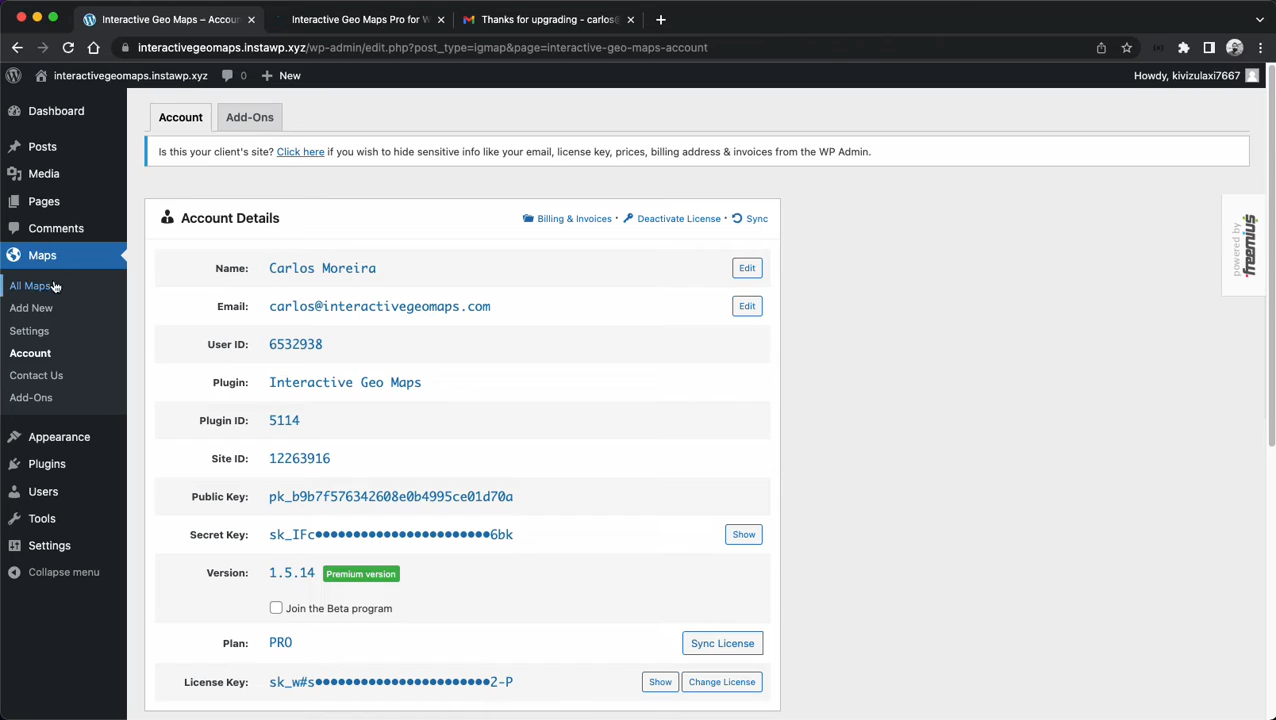 Interactive Geo Maps – Accou
Interactive Geo Maps Pro for W
Thanks for upgrading - carlos@
interactivegeomaps.instawp.xyz/wp-admin/edit.php?post_type=igmap&page=interactive-geo-maps-account
interactivegeomaps.instawp.xyz 0 New Howdy, kivizulaxi7667
Dashboard
Posts
Media
Pages
Comments
Maps
All Maps
Add New
Settings
Account
Contact Us
Add-Ons
Appearance
Plugins
Users
Tools
Settings
Collapse menu
Account Add-Ons
Is this your client's site? Click here if you wish to hide sensitive info like your email, license key, prices, billing address & invoices from the WP Admin.
Account Details Billing & Invoices • Deactivate License • Sync
Name: Carlos Moreira Edit
Email: carlos@interactivegeomaps.com Edit
User ID: 6532938
Plugin: Interactive Geo Maps
Plugin ID: 5114
Site ID: 12263916
Public Key: pk_b9b7f576342608e0b4995ce01d70a
Secret Key: sk_IFc•••••••••••••••••••••••6bk Show
Version: 1.5.14 Premium version
Join the Beta program
Plan: PRO Sync License
License Key: sk_w#s•••••••••••••••••••••••2-P Show Change License
powered by
freemius